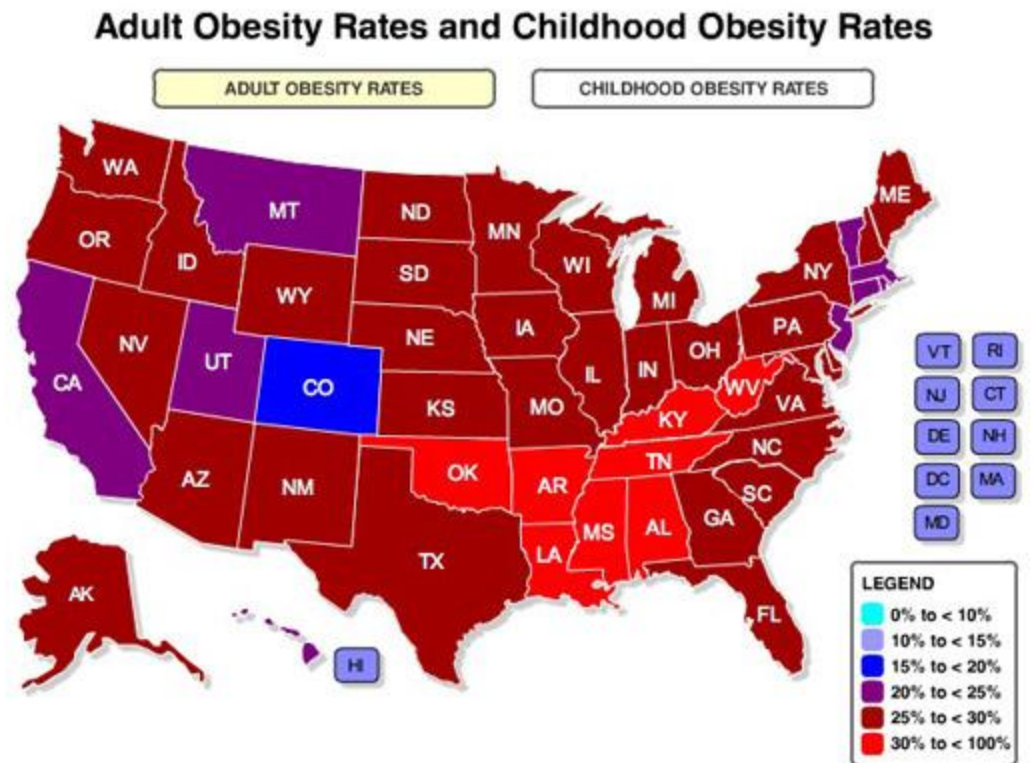 Adult Obesity Rates and Childhood Obesity Rates
ADULT OBESITY RATES
CHILDHOOD OBESITY RATES
WA
ME
MT
ND
OR
MN
ID
SD
WI
NY
WY
MI
IA
PA
NE
NV
OH
VT
RI
UT
IL
IN
CA
CO
WV
NJ
CT
KS
MO
VA
KY
DE
NH
NC
TN
OK
AZ
NM
AR
DC
MA
SC
GA
MS
AL
MD
LA
TX
LEGEND
AK
FL
0% to < 10%
10% to < 15%
HI
15% to < 20%
20% to < 25%
25% to < 30%
30% to < 100%